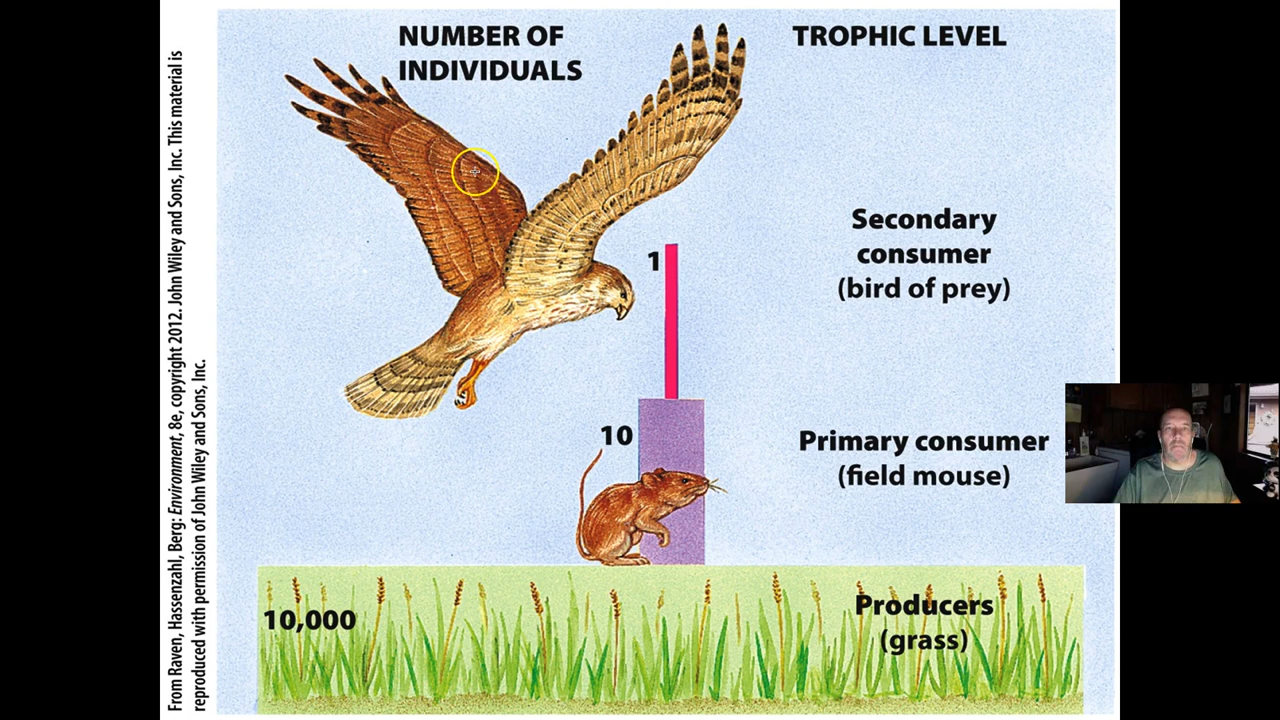 From Raven, Hassenzahl, Berg: Environment, 8e, copyright 2012. John Wiley and Sons, Inc. This material is
reproduced with permission of John Wiley and Sons, Inc.
NUMBER OF
INDIVIDUALS
TROPHIC LEVEL
1
Secondary
consumer
(bird of prey)
10
Primary consumer
(field mouse)
10,000
Producers
(grass)